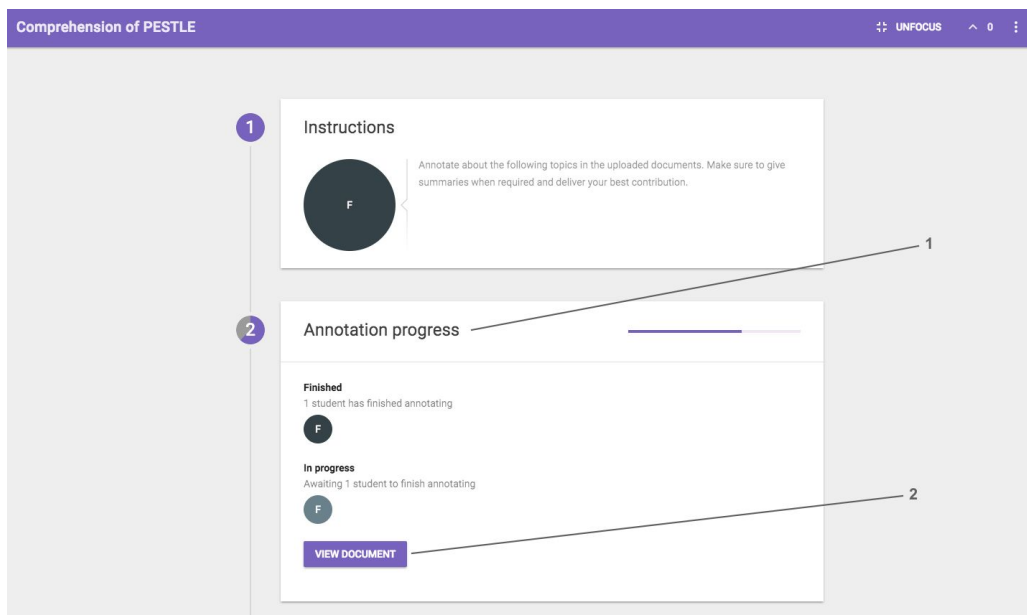 Comprehension of PESTLE
UNFOCUS
0
1
Instructions
F
Annotate about the following topics in the uploaded documents. Make sure to give
summaries when required and deliver your best contribution.
1
2
Annotation progress
Finished
1 student has finished annotating
F
In progress
Awaiting 1 student to finish annotating
F
2
VIEW DOCUMENT